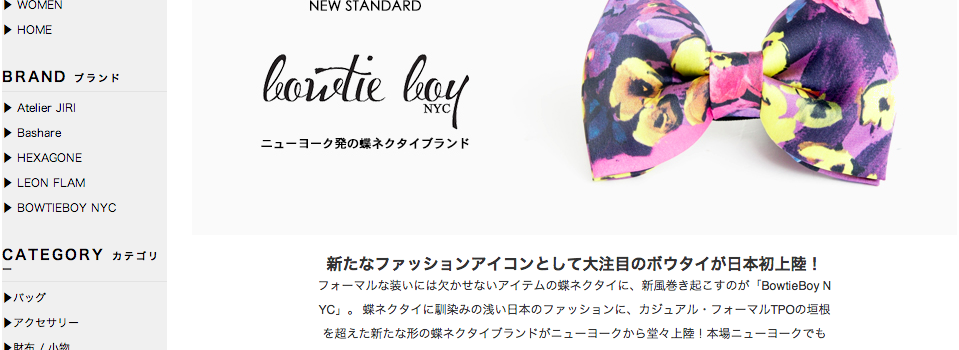 ▶ WOMEN
▶ HOME
BRAND ブランド
▶ Atelier JIRI
▶ Bashare
▶ HEXAGONE
▶ LEON FLAM
▶ BOWTIEBOY NYC
CATEGORY カテゴリ
ー
▶バッグ
▶アクセサリー
▶財布 / 小物
NEW STANDARD
bowtie boy
NYC
ニューヨーク発の蝶ネクタイブランド
新たなファッションアイコンとして大注目のボウタイが日本初上陸！
フォーマルな装いには欠かせないアイテムの蝶ネクタイに、新風巻き起こすのが「BowtieBoy N
YC」。 蝶ネクタイに馴染みの浅い日本のファッションに、カジュアル・フォーマルTPOの垣根
を超えた新たな形の蝶ネクタイブランドがニューヨークから堂々上陸！本場ニューヨークでも